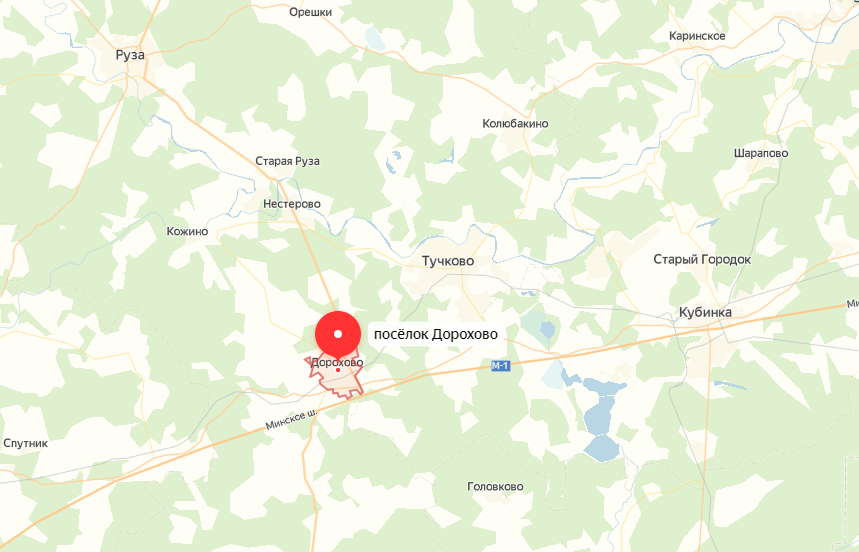 Орешки
Каринское
Руза
Колюбакино
Шарапово
Старая Руза
Нестерово
Кожино
Тучково
Старый Городок
Кубинка
посёлок Дорохово
Дорохово
М-1
Минское ш.
Спутник
Головково